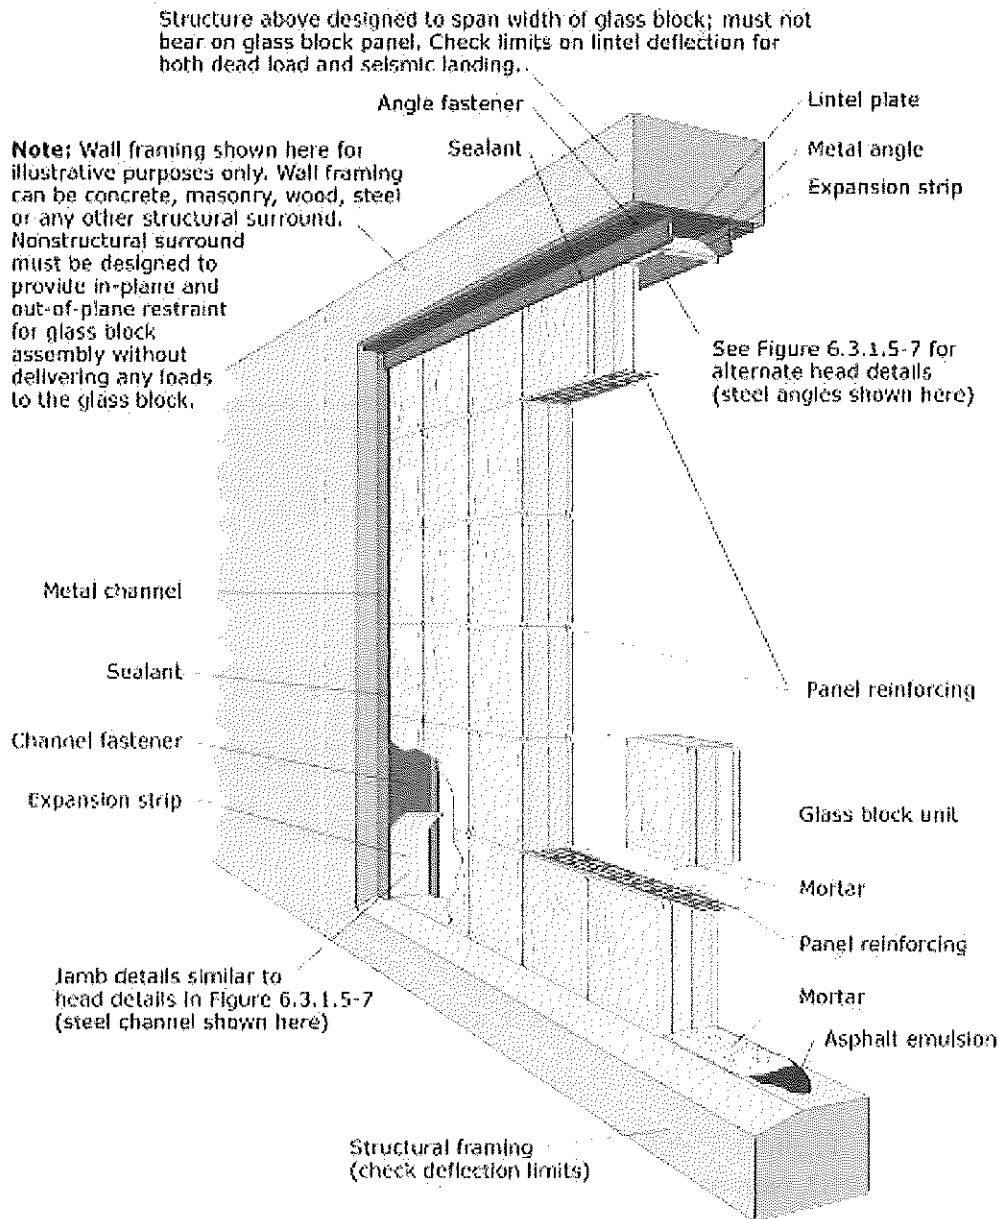 Structure above designed to span width of glass block; must not
bear on glass block panel. Check limits on lintel deflection for
both dead load and seismic landing.
Angle fastener
Lintel plate
Note: Wall framing shown here for
illustrative purposes only. Wall framing
can be concrete, masonry, wood, steel
or any other structural surround.
Nonstructural surround
must be designed to
provide in-plane and
out-of-plane restraint
for glass block
assembly without
delivering any loads
to the glass block.
Sealant
Metal angle
Expansion strip
See Figure 6.3.1.5-7 for
alternate head details
(steel angles shown here)
Metal channel
Sealant
Channel fastener
Expansion strip
Panel reinforcing
Glass block unit
Mortar
Panel reinforcing
Mortar
Asphalt emulsion
Jamb details similar to
head details in Figure 6.3.1.5-7
(steel channel shown here)
Structural framing
(check deflection limits)